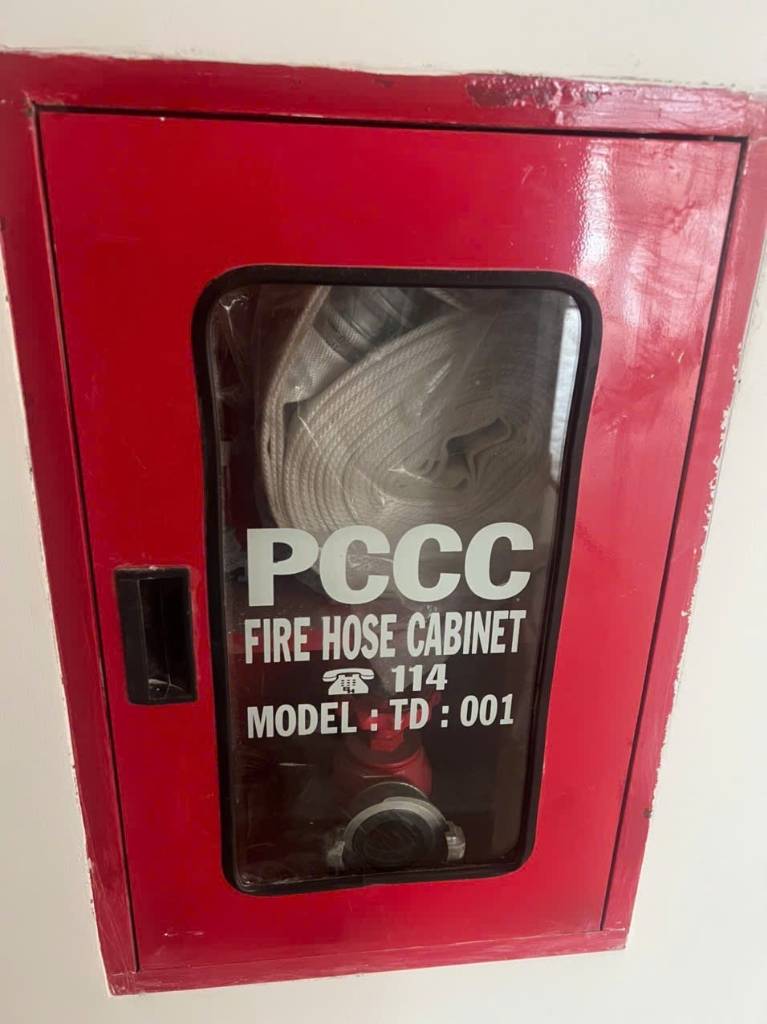 PCCC
FIRE HOSE CABINET
114
MODEL : TD : 001